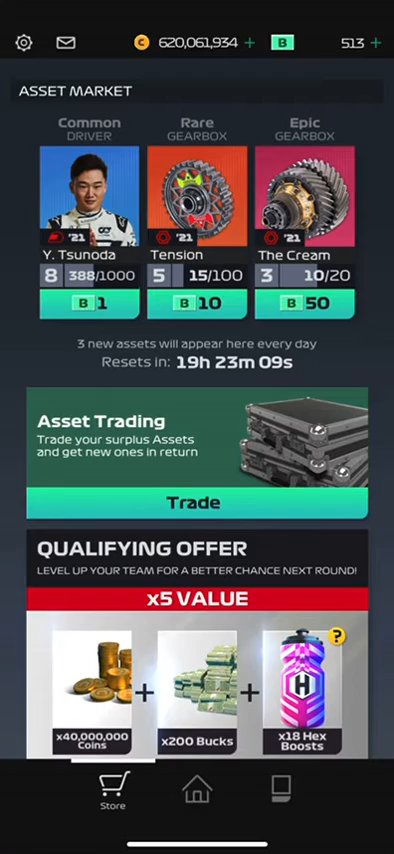 C 620,061,934 + B 513 +
ASSET MARKET
Common Rare Epic
DRIVER GEARBOX GEARBOX
'21 '21 '21
Y. Tsunoda Tension The Cream
8 388/1000 5 15/100 3 10/20
B 1 B 10 B 50
3 new assets will appear here every day
Resets in: 19h 23m 09s
Asset Trading
Trade your surplus Assets
and get new ones in return
Trade
QUALIFYING OFFER
LEVEL UP YOUR TEAM FOR A BETTER CHANCE NEXT ROUND!
x5 VALUE
?
H
+ +
x40,000,000 x200 Bucks x18 Hex
Coins Boosts
Store